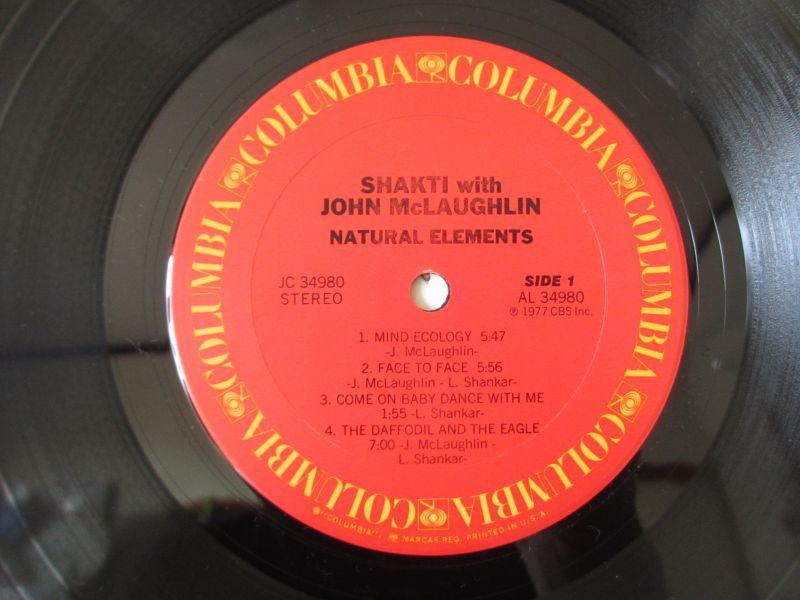 COLUMBIA COLUMBIA COLUMBIA COLUMBIA COLUMBIA COLUMBIA COLUMBIA
SHAKTI with
JOHN McLAUGHLIN
NATURAL ELEMENTS
JC 34980
STEREO
SIDE 1
AL 34980
℗ 1977 CBS Inc.
1. MIND ECOLOGY 5:47
-J. McLaughlin-
2. FACE TO FACE 5:56
-J. McLaughlin - L. Shankar-
3. COME ON BABY DANCE WITH ME
1:55 -L. Shankar-
4. THE DAFFODIL AND THE EAGLE
7:00 -J. McLaughlin -
L. Shankar-
"COLUMBIA", MARCAS REG. PRINTED IN U.S.A.